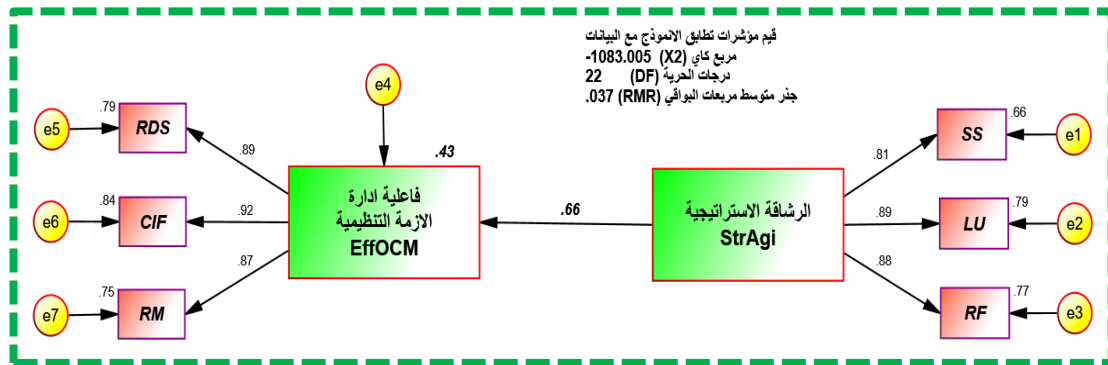 قيم مؤشرات تطابق الانموذج مع البيانات
مربع كاي (X2) 1083.005-
درجات الحرية (DF) 22
جذر متوسط مربعات البواقي (RMR) .037
e4
e5
.79
RDS
.89
e6
.84
CIF
.92
e7
.75
RM
.87
.43
فاعلية ادارة
الازمة التنظيمية
EffOCM
.66
الرشاقة الاستراتيجية
StrAgi
.81
SS
.66
e1
.89
LU
.79
e2
.88
RF
.77
e3